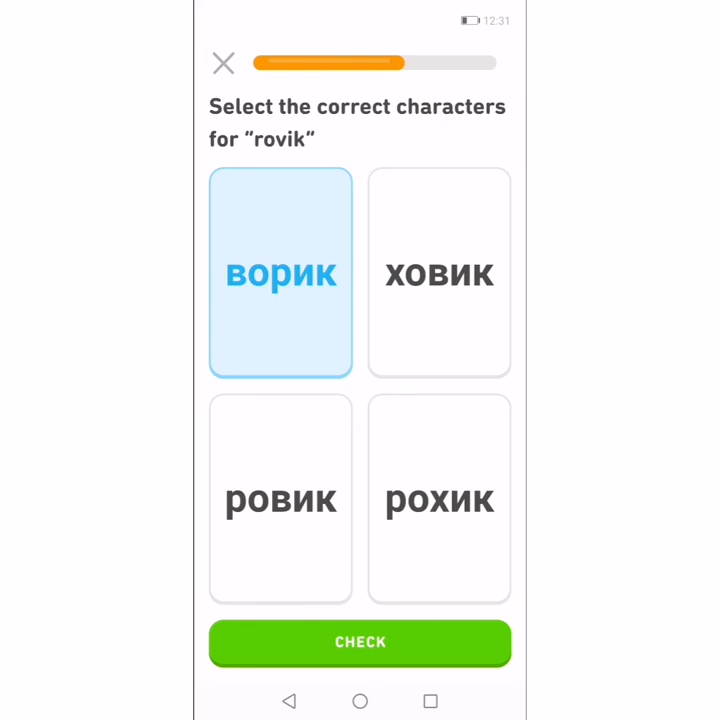 12:31
Select the correct characters
for “rovik“
ворик
ховик
ровик
рохик
CHECK